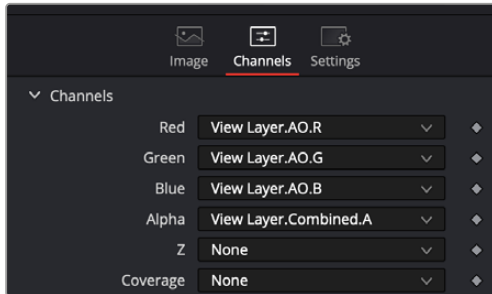 Image Channels Settings
Channels
Red View Layer.AO.R
Green View Layer.AO.G
Blue View Layer.AO.B
Alpha View Layer.Combined.A
Z None
Coverage None